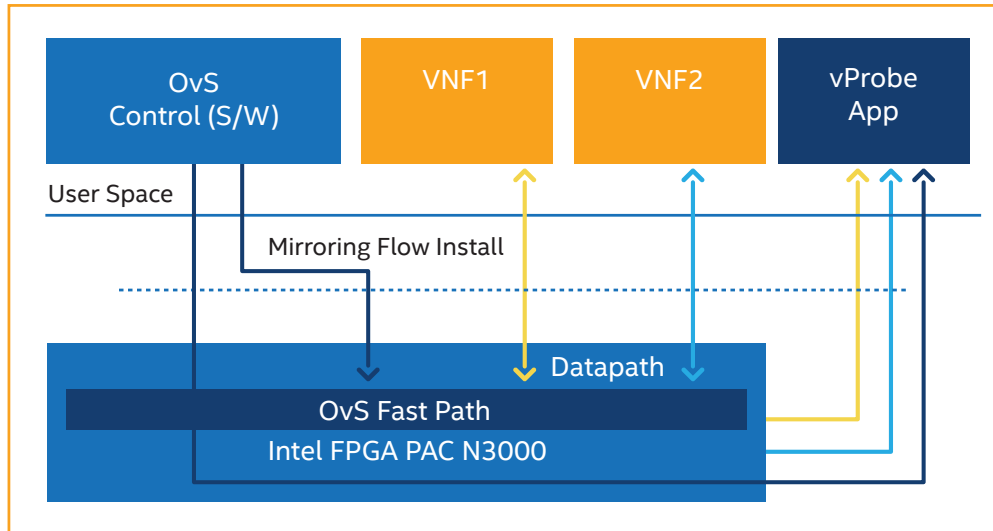 OvS
Control (S/W)
VNF1
VNF2
vProbe
App
User Space
Mirroring Flow Install
Datapath
OvS Fast Path
Intel FPGA PAC N3000